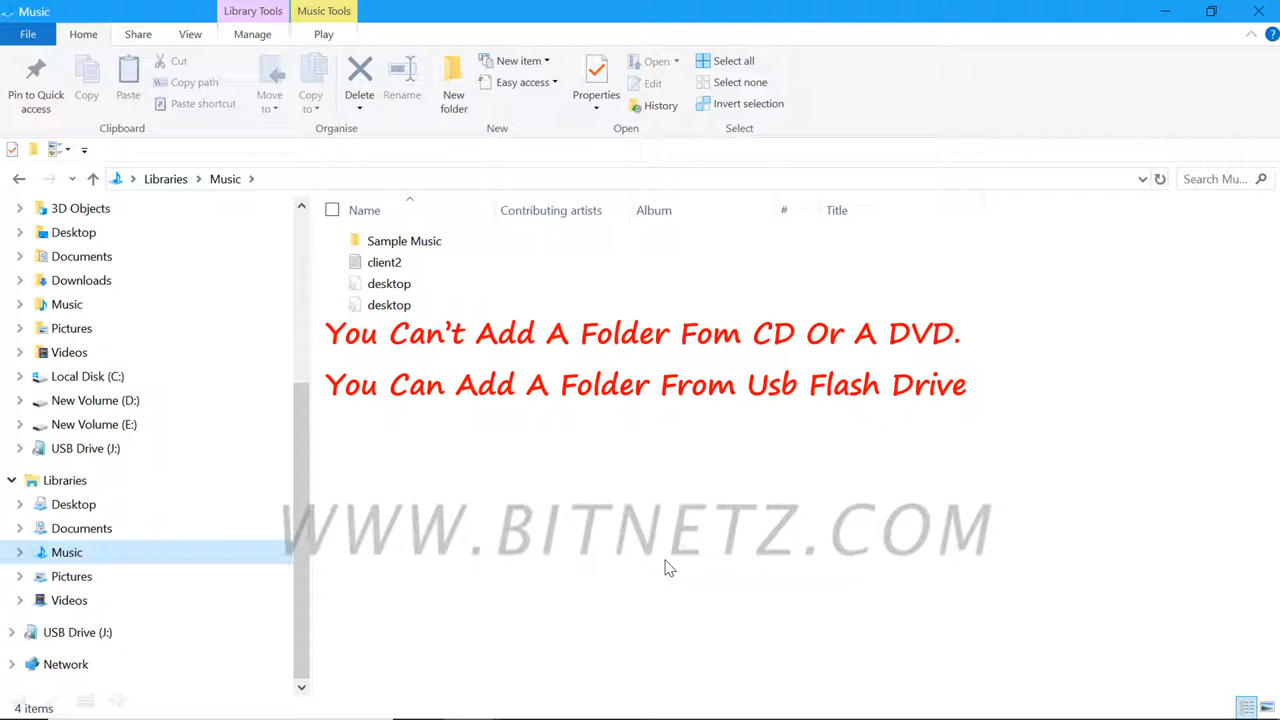 Music
Library Tools
Music Tools
File
Home
Share
View
Manage
Play
Pin to Quick access
Copy
Paste
Cut
Copy path
Paste shortcut
Clipboard
Move to
Copy to
Delete
Rename
Organise
New folder
New item
Easy access
New
Properties
Open
Edit
History
Open
Select all
Select none
Invert selection
Select
Libraries > Music >
Search Mu...
3D Objects
Desktop
Documents
Downloads
Music
Pictures
Videos
Local Disk (C:)
New Volume (D:)
New Volume (E:)
USB Drive (J:)
Libraries
Desktop
Documents
Music
Pictures
Videos
USB Drive (J:)
Network
Name Contributing artists Album # Title
Sample Music
client2
desktop
desktop
You Can't Add A Folder Fom CD Or A DVD.
You Can Add A Folder From Usb Flash Drive
WWW.BITNETZ.COM
4 items